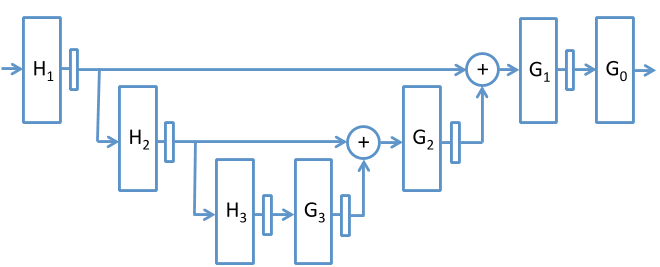 H₁
+
G₁
G₀
H₂
+
G₂
H₃
G₃